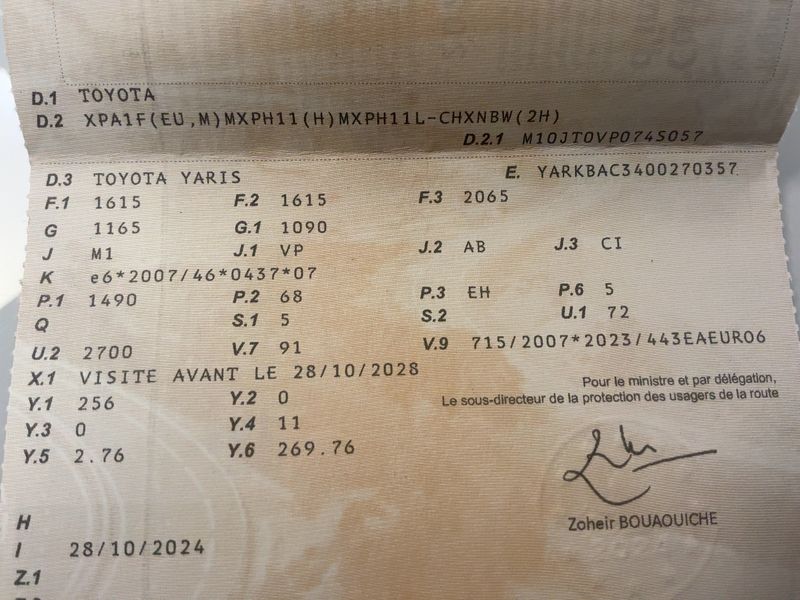 D.1 TOYOTA
D.2 XPA1F(EU,M)MXPH11(H)MXPH11L-CHXNBW(2H)
D.2.1 M10JTOVP074S057
D.3 TOYOTA YARIS E. YARKBAC3400270357
F.1 1615 F.2 1615 F.3 2065
G 1165 G.1 1090
J M1 J.1 VP J.2 AB J.3 CI
K e6*2007/46*0437*07
P.1 1490 P.2 68 P.3 EH P.6 5
Q S.1 5 S.2 U.1 72
U.2 2700 V.7 91 V.9 715/2007*2023/443EAEURO6
X.1 VISITE AVANT LE 28/10/2028
Pour le ministre et par délégation,
Y.1 256 Y.2 0 Le sous-directeur de la protection des usagers de la route
Y.3 0 Y.4 11
Y.5 2.76 Y.6 269.76
Zoheir BOUAOUICHE
H
I 28/10/2024
Z.1